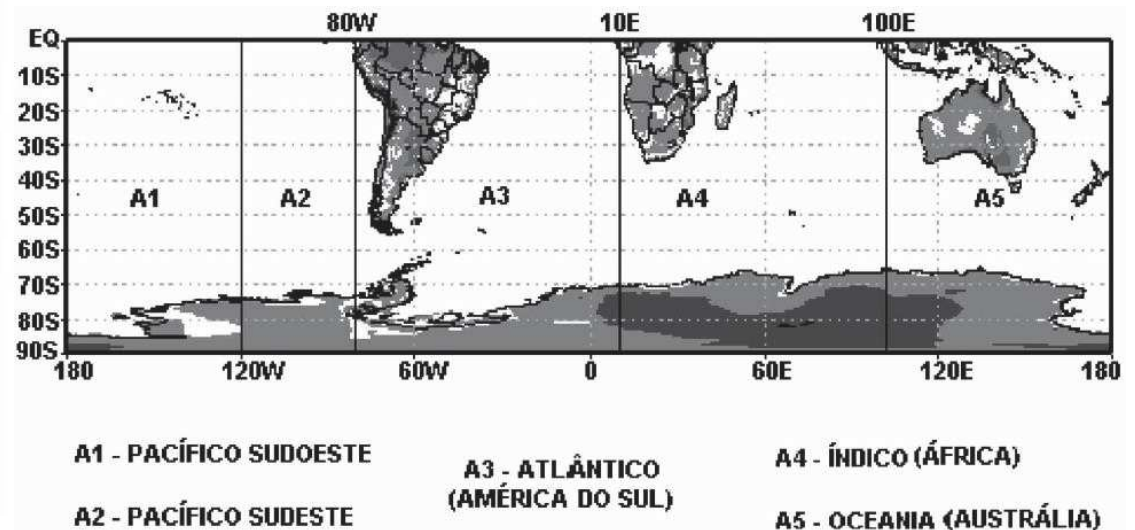 80W 10E 100E
EQ
10S
20S
30S
40S
A1 A2 A3 A4 A5
50S
60S
70S
80S
90S
180 120W 60W 0 60E 120E 180
A1 - PACÍFICO SUDOESTE
A2 - PACÍFICO SUDESTE
A3 - ATLÂNTICO
(AMÉRICA DO SUL)
A4 - ÍNDICO (ÁFRICA)
A5 - OCEANIA (AUSTRÁLIA)